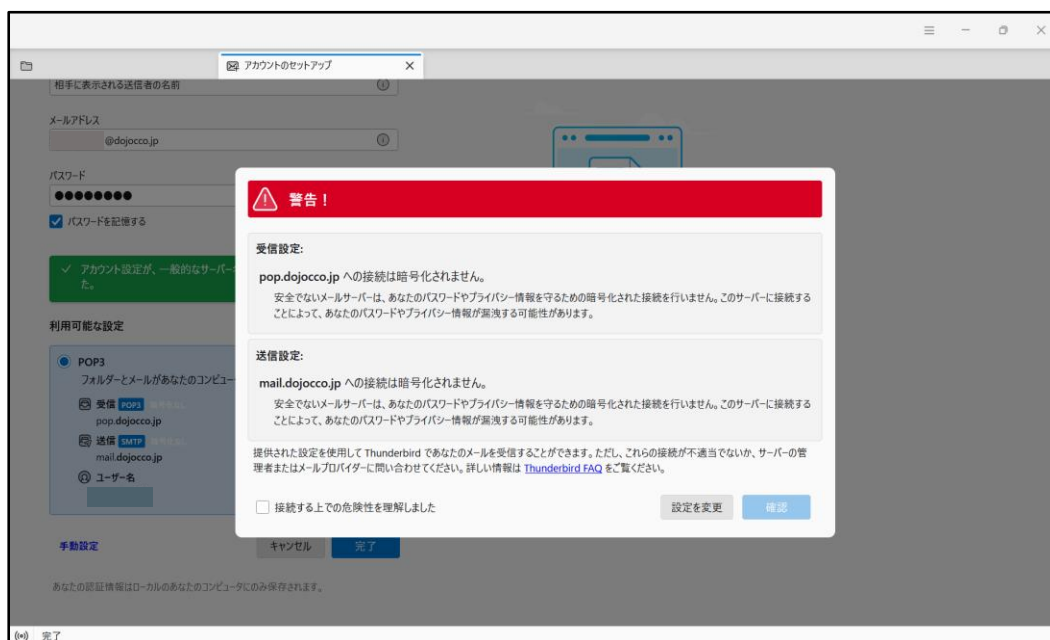 アカウントのセットアップ
相手に表示される送信者の名前
メールアドレス
@dojocco.jp
パスワード
●●●●●●●●
パスワードを記憶する
アカウント設定が、一般的なサーバー
た。
利用可能な設定
POP3
フォルダーとメールがあなたのコンピュー
受信 POP3 暗号化なし
pop.dojocco.jp
送信 SMTP 暗号化なし
mail.dojocco.jp
ユーザー名
手動設定
キャンセル
完了
あなたの認証情報はローカルのあなたのコンピュータにのみ保存されます。
警告!
受信設定:
pop.dojocco.jp への接続は暗号化されません。
安全でないメールサーバーは、あなたのパスワードやプライバシー情報を守るための暗号化された接続を行いません。このサーバーに接続する
ことによって、あなたのパスワードやプライバシー情報が漏洩する可能性があります。
送信設定:
mail.dojocco.jp への接続は暗号化されません。
安全でないメールサーバーは、あなたのパスワードやプライバシー情報を守るための暗号化された接続を行いません。このサーバーに接続する
ことによって、あなたのパスワードやプライバシー情報が漏洩する可能性があります。
提供された設定を使用して Thunderbird であなたのメールを受信することができます。ただし、これらの接続が不適当でないか、サーバーの管
理者またはメールプロバイダーに問い合わせてください。詳しい情報は Thunderbird FAQ をご覧ください。
接続する上での危険性を理解しました
設定を変更
確認
完了